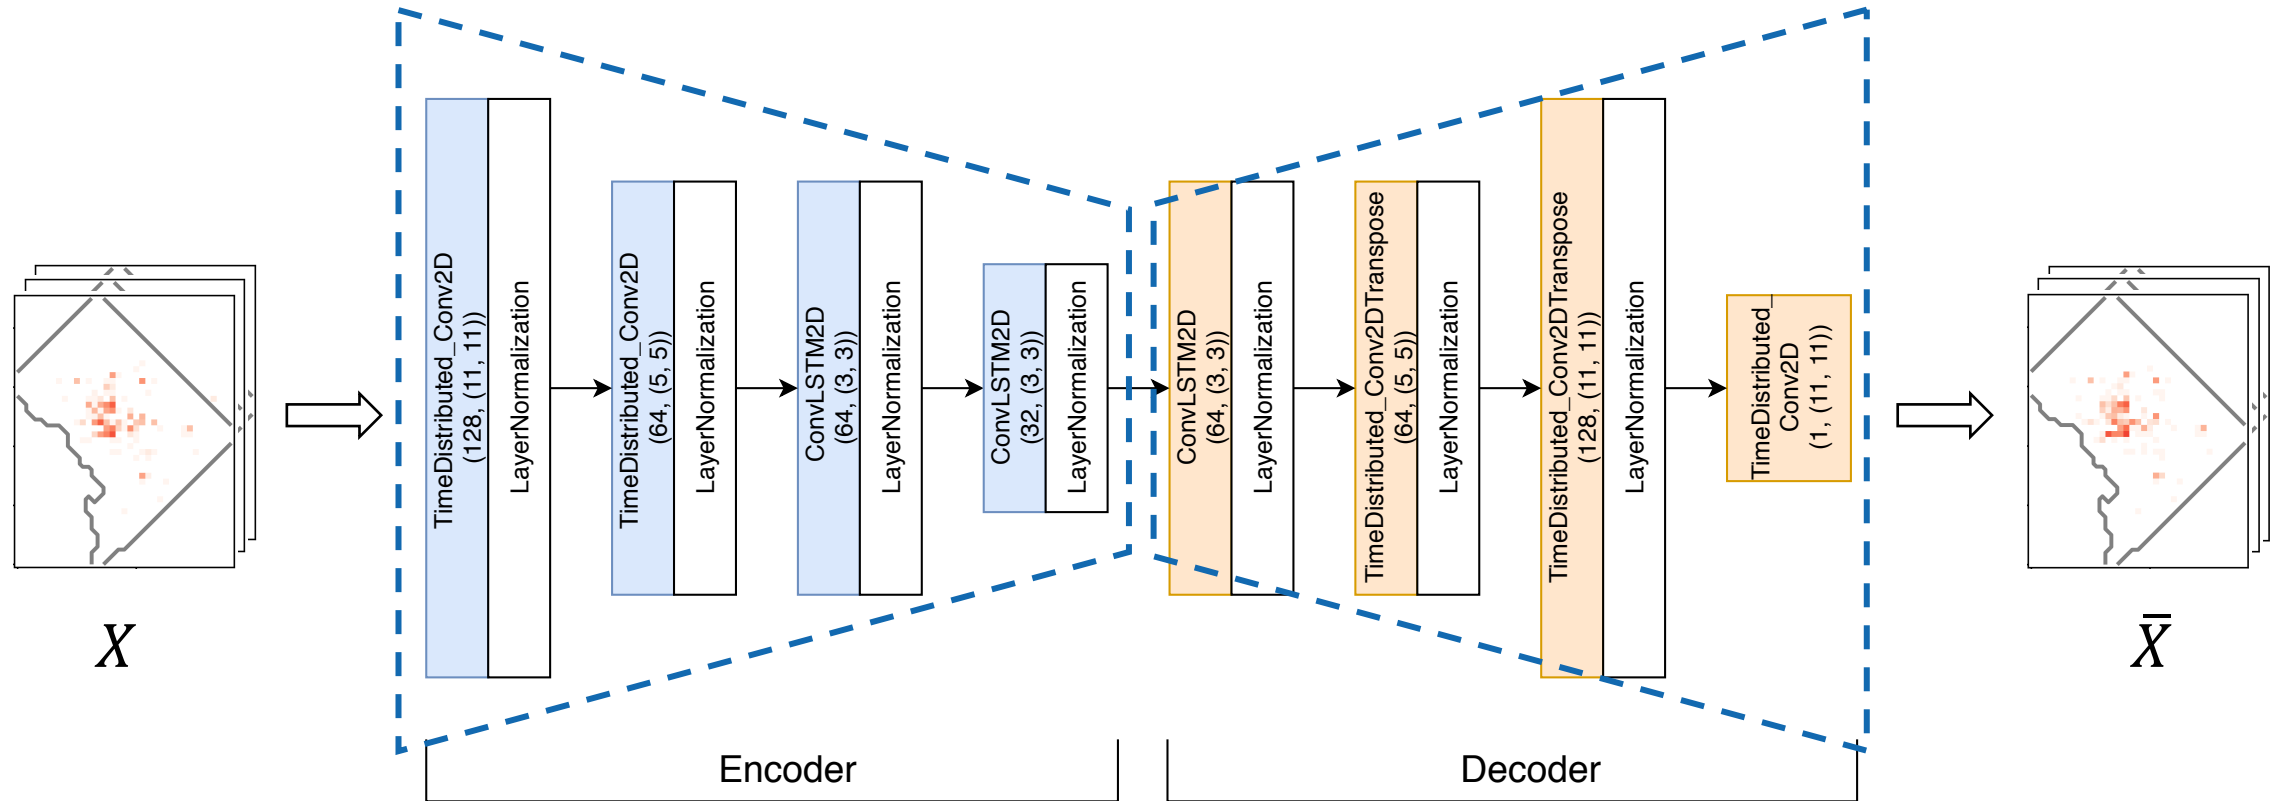 X
TimeDistributed_Conv2D
(128, (11, 11))
LayerNormalization
TimeDistributed_Conv2D
(64, (5, 5))
LayerNormalization
ConvLSTM2D
(64, (3, 3))
LayerNormalization
ConvLSTM2D
(32, (3, 3))
LayerNormalization
ConvLSTM2D
(64, (3, 3))
LayerNormalization
TimeDistributed_Conv2DTranspose
(64, (5, 5))
LayerNormalization
TimeDistributed_Conv2DTranspose
(128, (11, 11))
LayerNormalization
TimeDistributed_
Conv2D
(1, (11, 11))
X̄
Encoder
Decoder